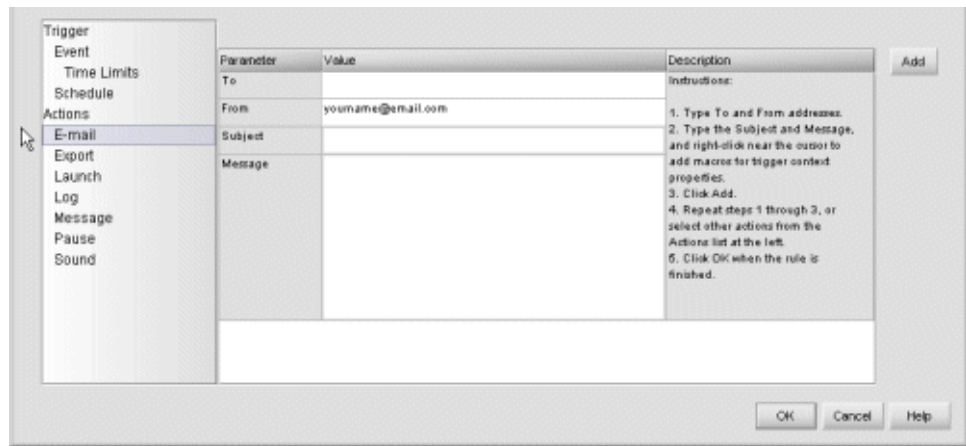 Trigger
Event
Time Limits
Schedule
Actions
E-mail
Export
Launch
Log
Message
Pause
Sound
Parameter Value Description
To
From yourname@email.com
Subject
Message
Instructions:
1. Type To and From addresses.
2. Type the Subject and Message,
and right-click near the cursor to
add macros for trigger context
properties.
3. Click Add.
4. Repeat steps 1 through 3, or
select other actions from the
Actions list at the left.
5. Click OK when the rule is
finished.
Add
OK Cancel Help